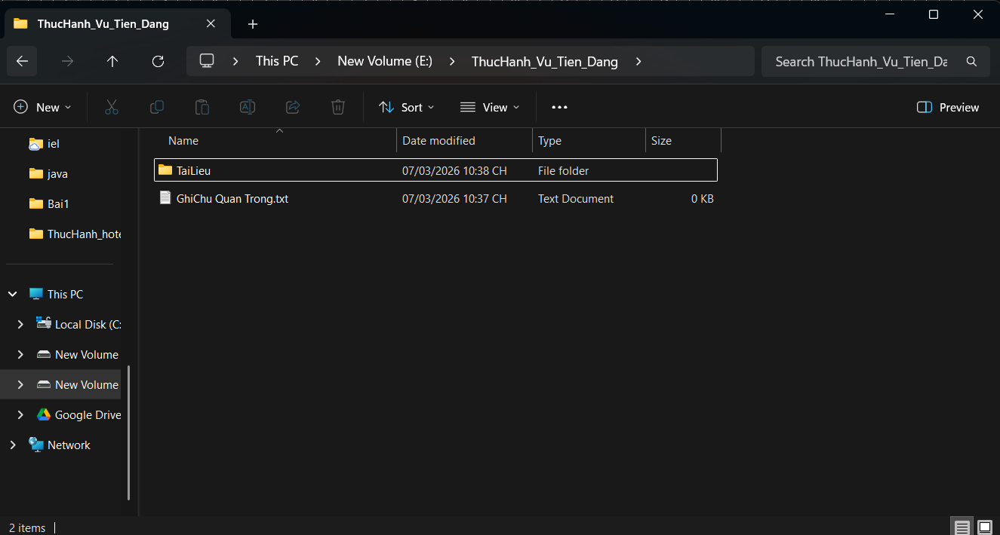 ThucHanh_Vu_Tien_Dang
This PC > New Volume (E:) > ThucHanh_Vu_Tien_Dang >
Search ThucHanh_Vu_Tien_Da
New Sort View ••• Preview
Name Date modified Type Size
TaiLieu 07/03/2026 10:38 CH File folder
GhiChu Quan Trong.txt 07/03/2026 10:37 CH Text Document 0 KB
iel
java
Bai1
ThucHanh_hote
This PC
Local Disk (C:
New Volume
New Volume
Google Drive
Network
2 items